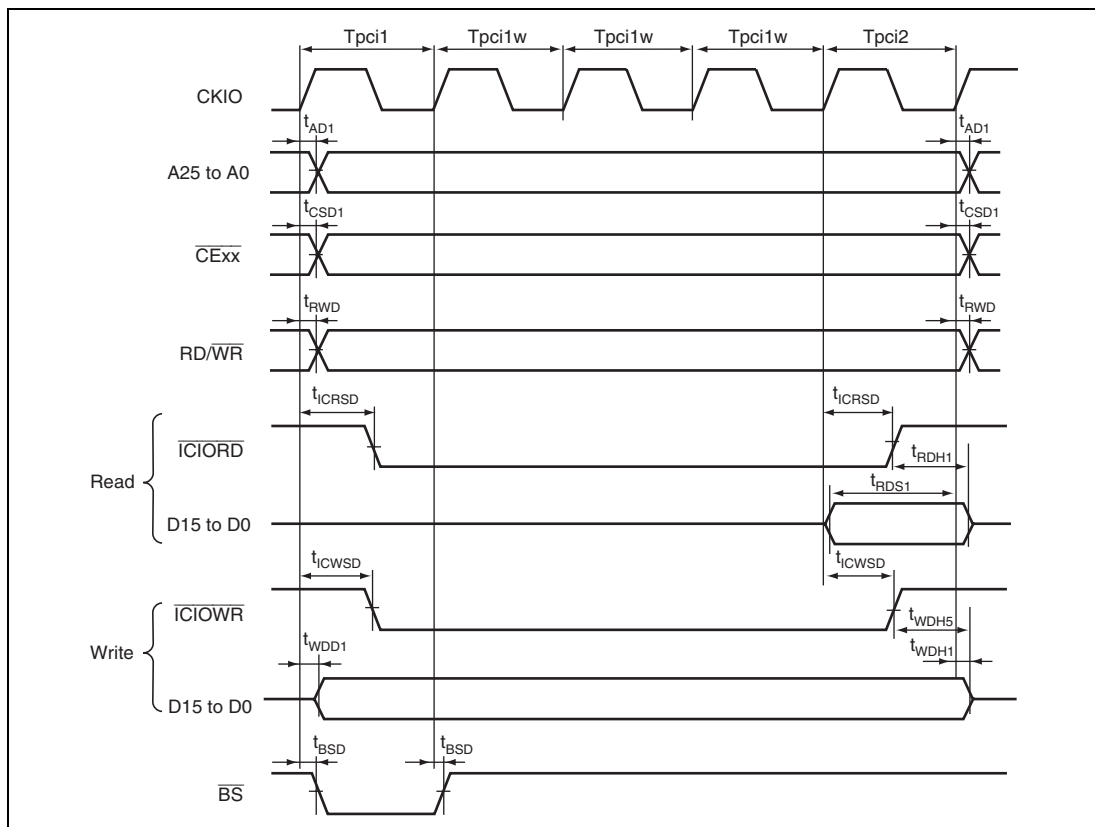 Tpci1 Tpci1w Tpci1w Tpci1w Tpci2
CKIO
tAD1 tAD1
A25 to A0
tCSD1 tCSD1
CExx
tRWD tRWD
RD/WR
tICRSD tICRSD
ICIORD
tRDH1
Read
tRDS1
D15 to D0
tICWSD tICWSD
ICIOWR
tWDH5
Write
tWDD1 tWDH1
D15 to D0
tBSD tBSD
BS